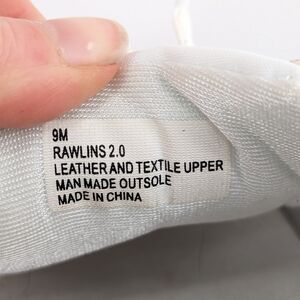 9M
RAWLINS 2.0
LEATHER AND TEXTILE UPPER
MAN MADE OUTSOLE
MADE IN CHINA